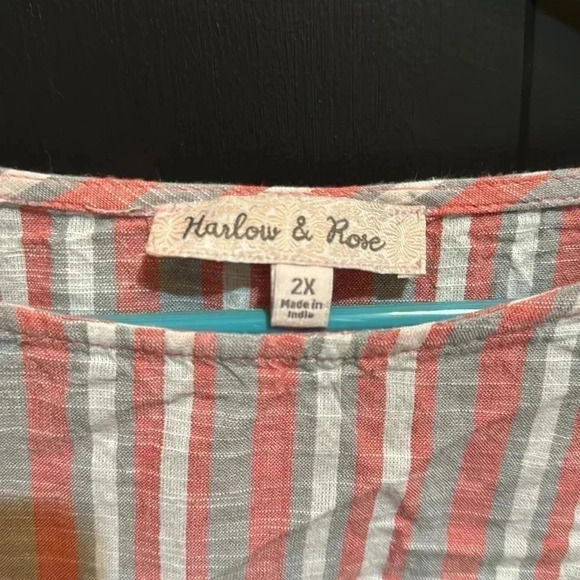 Harlow & Rose
2X
Made in
India